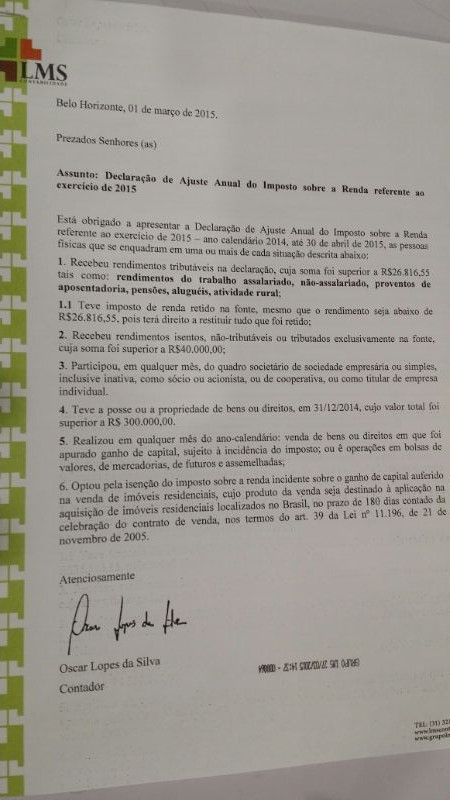 LMS
CONTABILIDADE
Belo Horizonte, 01 de março de 2015.
Prezados Senhores (as)
Assunto: Declaração de Ajuste Anual do Imposto sobre a Renda referente ao
exercício de 2015
Está obrigado a apresentar a Declaração de Ajuste Anual do Imposto sobre a Renda
referente ao exercício de 2015 – ano calendário 2014, até 30 de abril de 2015, as pessoas
físicas que se enquadram em uma ou mais de cada situação descrita abaixo:
1. Recebeu rendimentos tributáveis na declaração, cuja soma foi superior a R$26.816,55
tais como: rendimentos do trabalho assalariado, não-assalariado, proventos de
aposentadoria, pensões, aluguéis, atividade rural;
1.1 Teve imposto de renda retido na fonte, mesmo que o rendimento seja abaixo de
R$26.816,55, pois terá direito a restituir tudo que foi retido;
2. Recebeu rendimentos isentos, não-tributáveis ou tributados exclusivamente na fonte,
cuja soma foi superior a R$40.000,00;
3. Participou, em qualquer mês, do quadro societário de sociedade empresária ou simples,
inclusive inativa, como sócio ou acionista, ou de cooperativa, ou como titular de empresa
individual.
4. Teve a posse ou a propriedade de bens ou direitos, em 31/12/2014, cujo valor total foi
superior a R$ 300.000,00.
5. Realizou em qualquer mês do ano-calendário: venda de bens ou direitos em que foi
apurado ganho de capital, sujeito à incidência do imposto; ou é operações em bolsas de
valores, de mercadorias, de futuros e assemelhadas;
6. Optou pela isenção do imposto sobre a renda incidente sobre o ganho de capital auferido
na venda de imóveis residenciais, cujo produto da venda seja destinado à aplicação na
aquisição de imóveis residenciais localizados no Brasil, no prazo de 180 dias contado da
celebração do contrato de venda, nos termos do art. 39 da Lei nº 11.196, de 21 de
novembro de 2005.
Atenciosamente
Oscar Lopes da Silva
Contador
TEL: (31)